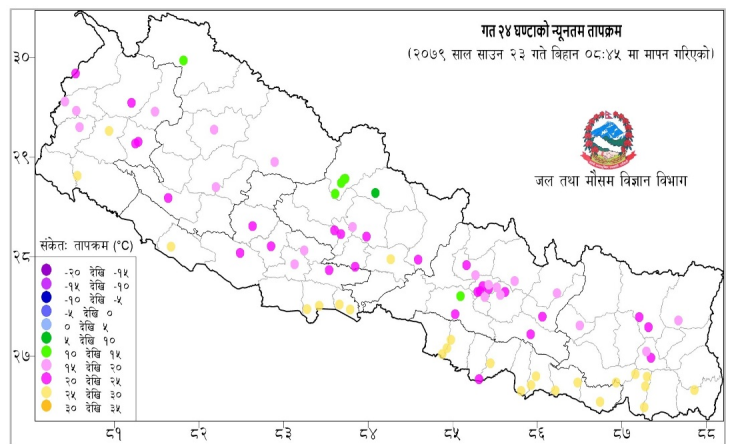 गत २४ घण्टाको न्यूनतम तापक्रम
(२०७९ साल साउन २३ गते बिहान ०८:४५ मा मापन गरिएको)
जल तथा मौसम विज्ञान विभाग
३०
२९
२८
२७
संकेतः तापक्रम (°C)
-२० देखि -१५
-१५ देखि -१०
-१० देखि -५
-५ देखि ०
० देखि ५
५ देखि १०
१० देखि १५
१५ देखि २०
२० देखि २५
२५ देखि ३०
३० देखि ३५
८१ ८२ ८३ ८४ ८५ ८६ ८७ ८८